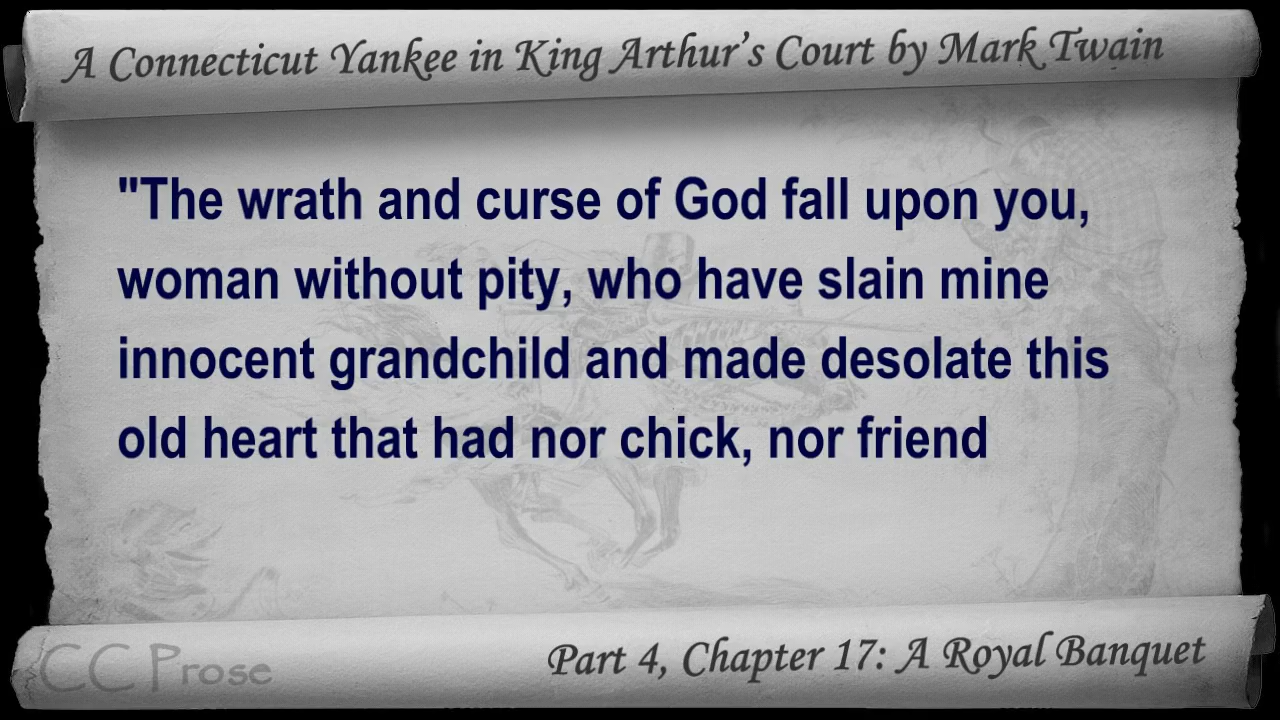 A Connecticut Yankee in King Arthur’s Court by Mark Twain
"The wrath and curse of God fall upon you,
woman without pity, who have slain mine
innocent grandchild and made desolate this
old heart that had nor chick, nor friend
CC Prose
Part 4, Chapter 17: A Royal Banquet